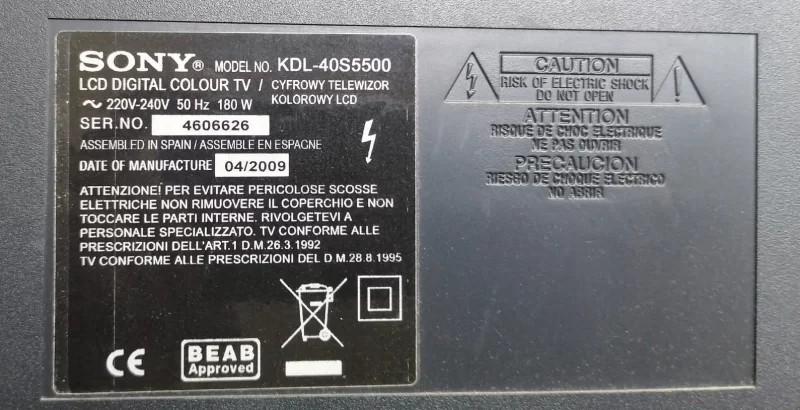 SONY® MODEL NO. KDL-40S5500
LCD DIGITAL COLOUR TV / CYFROWY TELEWIZOR
KOLOROWY LCD
~ 220V-240V 50 Hz 180 W
SER.NO. 4606626
ASSEMBLED IN SPAIN / ASSEMBLE EN ESPAGNE
DATE OF MANUFACTURE 04/2009
ATTENZIONE! PER EVITARE PERICOLOSE SCOSSE
ELETTRICHE NON RIMUOVERE IL COPERCHIO E NON
TOCCARE LE PARTI INTERNE. RIVOLGETEVI A
PERSONALE SPECIALIZZATO. TV CONFORME ALLE
PRESCRIZIONI DELL'ART.1 D.M.26.3.1992
TV CONFORME ALLE PRESCRIZIONI DEL D.M.28.8.1995
CE
BEAB
Approved
CAUTION
RISK OF ELECTRIC SHOCK
DO NOT OPEN
ATTENTION
RISQUE DE CHOC ELECTRIQUE
NE PAS OUVRIR
PRECAUCION
RIESGO DE CHOQUE ELECTRICO
NO ABRIR